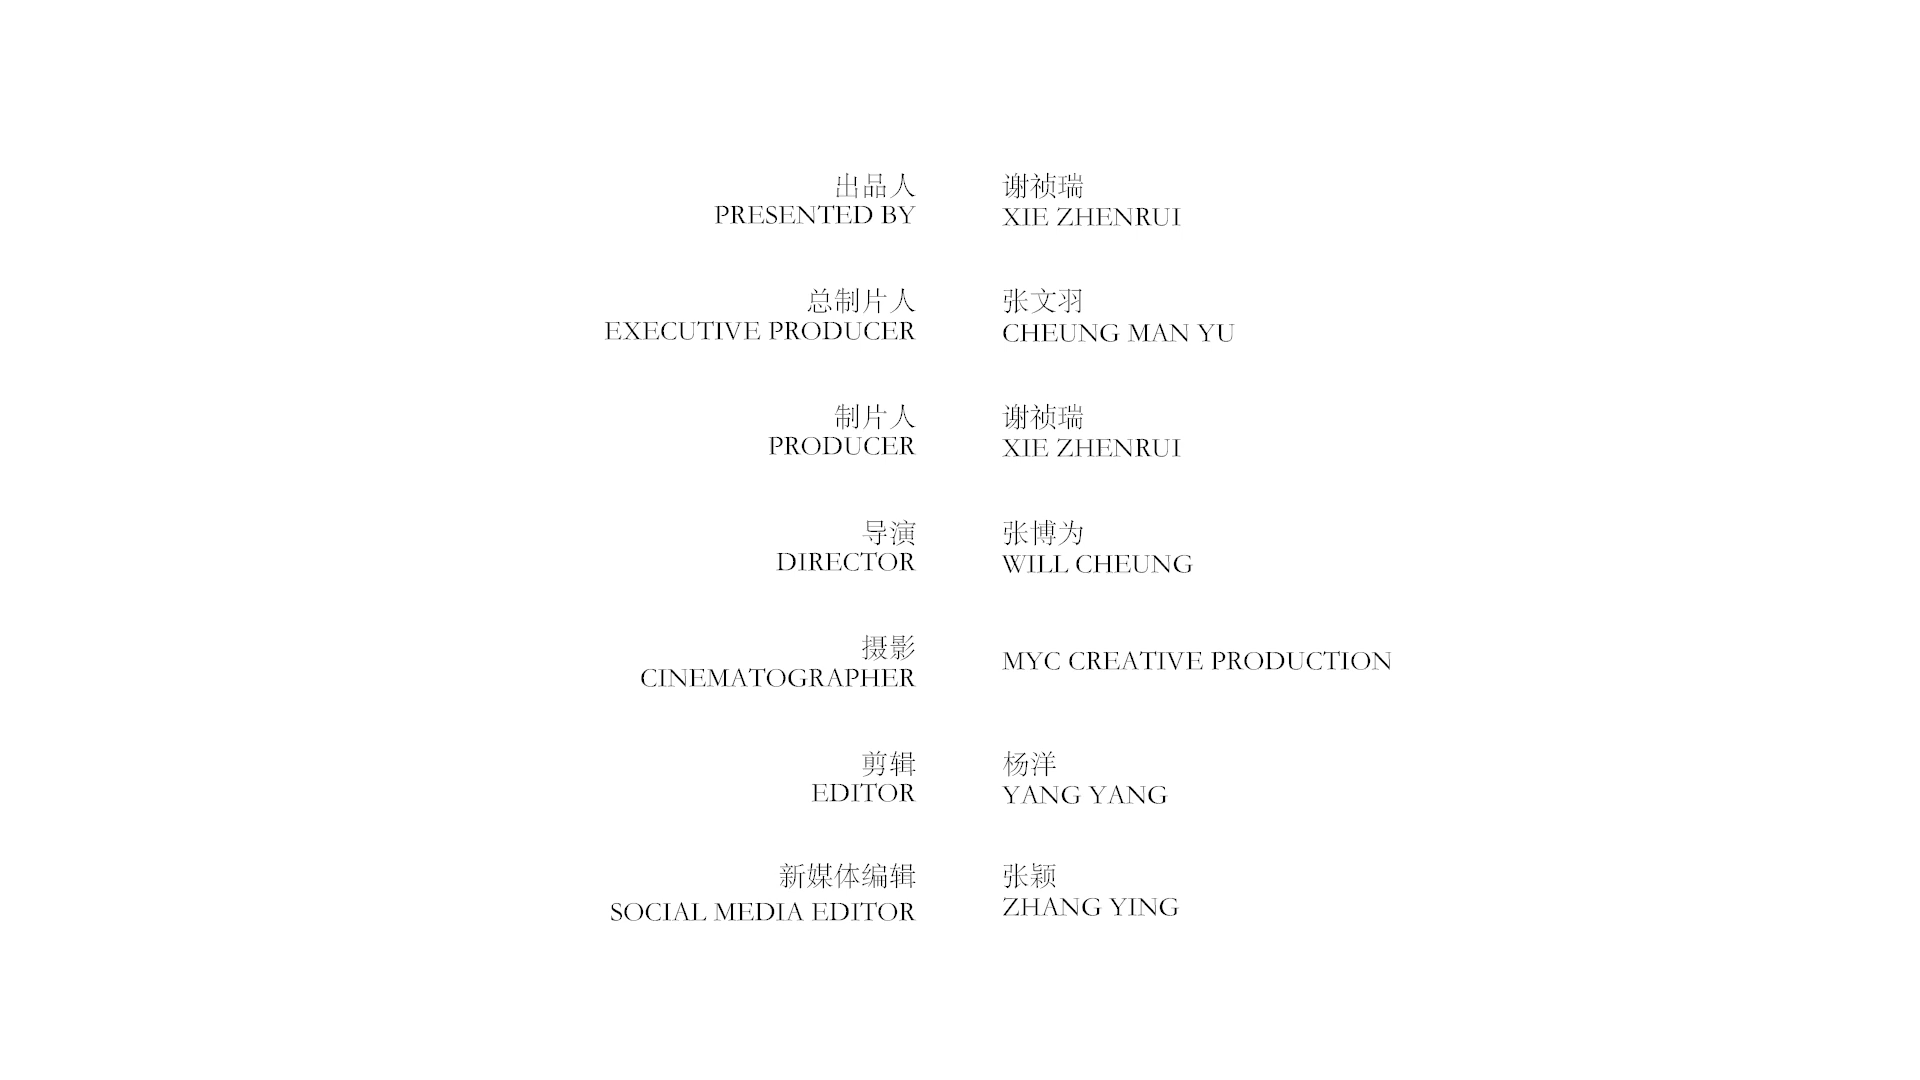 出品人 谢祯瑞
PRESENTED BY XIE ZHENRUI
总制片人 张文羽
EXECUTIVE PRODUCER CHEUNG MAN YU
制片人 谢祯瑞
PRODUCER XIE ZHENRUI
导演 张博为
DIRECTOR WILL CHEUNG
摄影
CINEMATOGRAPHER MYC CREATIVE PRODUCTION
剪辑 杨洋
EDITOR YANG YANG
新媒体编辑 张颖
SOCIAL MEDIA EDITOR ZHANG YING